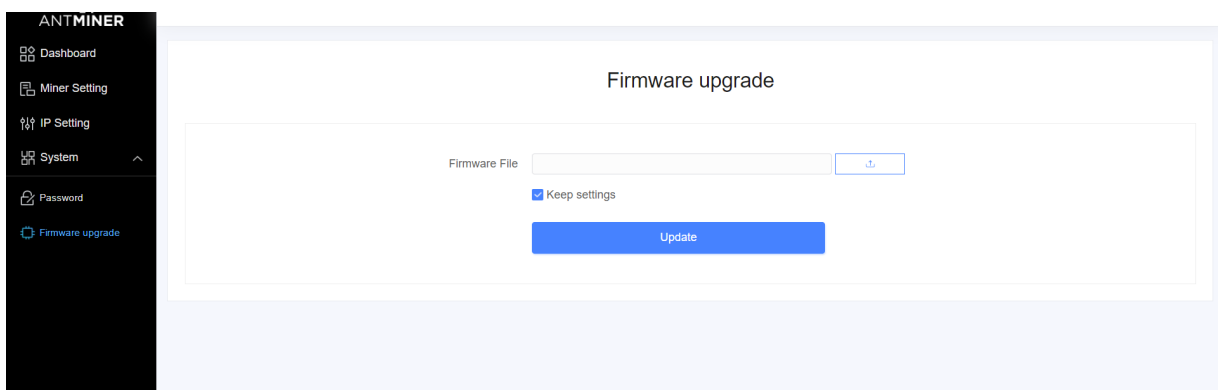 ANTMINER
Dashboard
Miner Setting
IP Setting
System
Password
Firmware upgrade
Firmware upgrade
Firmware File
Keep settings
Update